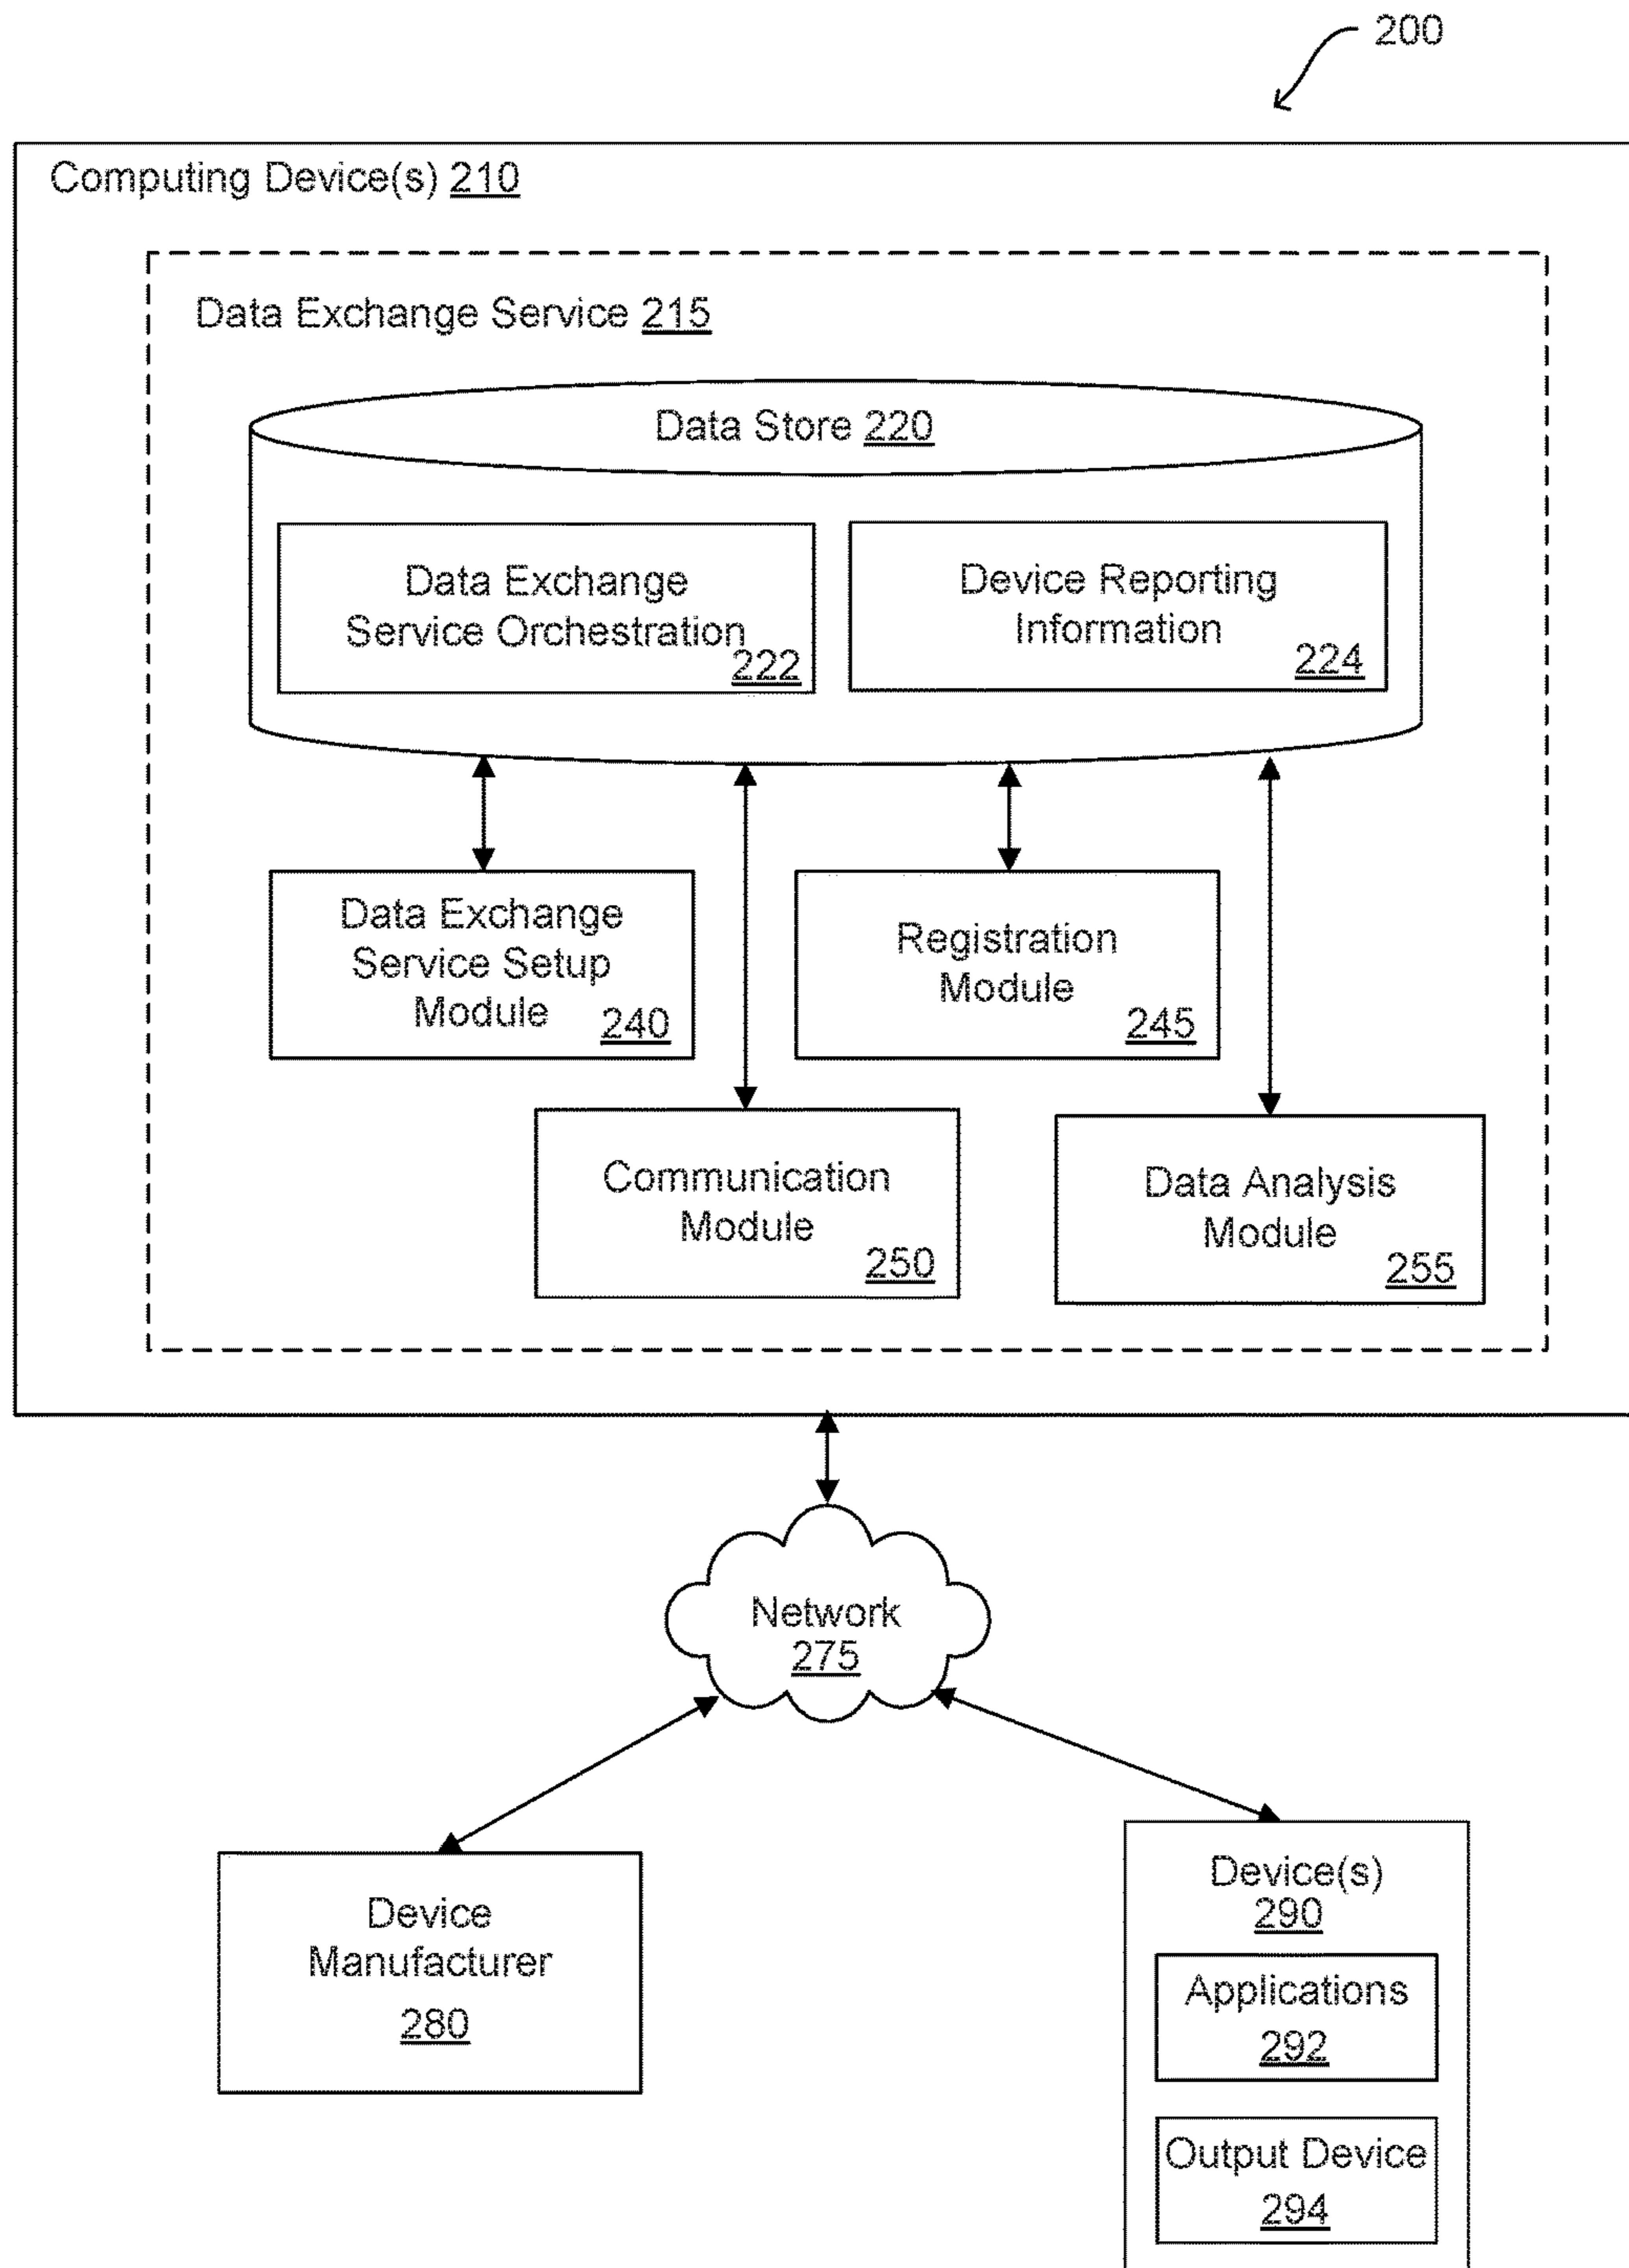 200
Computing Device(s) 210
Data Exchange Service 215
Data Store 220
Data Exchange
Service Orchestration
222
Device Reporting
Information
224
Data Exchange
Service Setup
Module
240
Registration
Module
245
Communication
Module
250
Data Analysis
Module
255
Network
275
Device
Manufacturer
280
Device(s)
290
Applications
292
Output Device
294